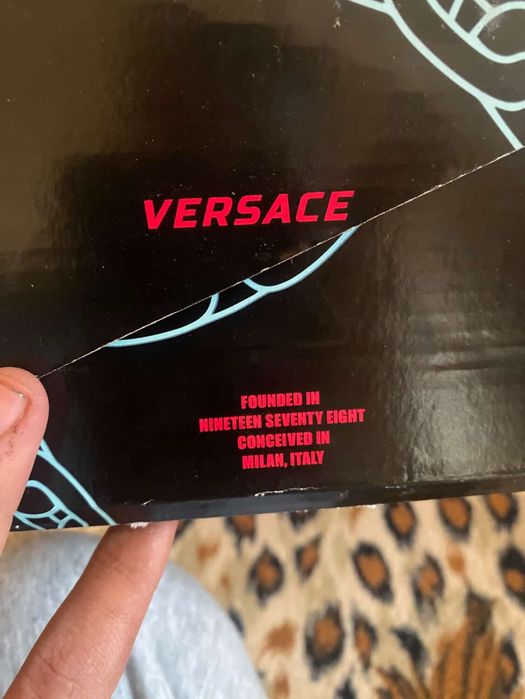 VERSACE
FOUNDED IN
NINETEEN SEVENTY EIGHT
CONCEIVED IN
MILAN, ITALY